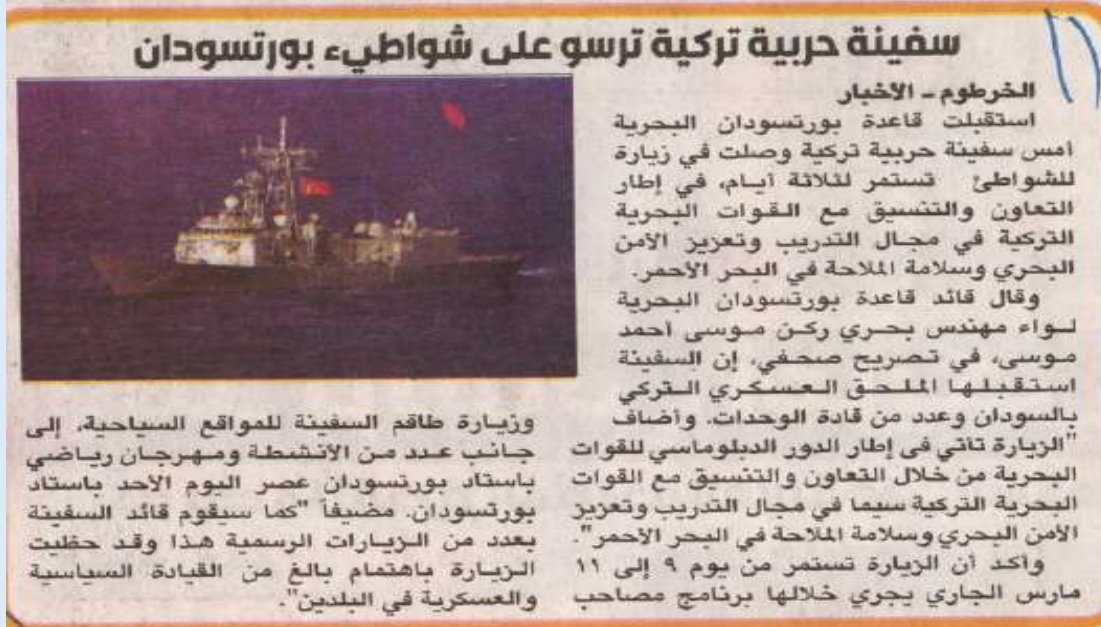 سفينة حربية تركية ترسو على شواطيء بورتسودان
الخرطوم - الأخبار
استقبلت قاعدة بورتسودان البحرية
أمس سفينة حربية تركية وصلت في زيارة
للشواطئ تستمر لثلاثة أيام، في إطار
التعاون والتنسيق مع القوات البحرية
التركية في مجال التدريب وتعزيز الأمن
البحري وسلامة الملاحة في البحر الأحمر.
وقال قائد قاعدة بورتسودان البحرية
لواء مهندس بحري ركن موسى أحمد
موسى، في تصريح صحفي، إن السفينة
استقبلها الملحق العسكري التركي
بالسودان وعدد من قادة الوحدات. وأضاف
"الزيارة تأتي فى إطار الدور الدبلوماسي للقوات
البحرية من خلال التعاون والتنسيق مع القوات
البحرية التركية سيما في مجال التدريب وتعزيز
الأمن البحري وسلامة الملاحة في البحر الأحمر".
وأكد أن الزيارة تستمر من يوم ٩ إلى ١١
مارس الجاري يجري خلالها برنامج مصاحب
وزيارة طاقم السفينة للمواقع السياحية، إلى
جانب عدد من الأنشطة ومهرجان رياضي
باستاد بورتسودان عصر اليوم الأحد باستاد
بورتسودان. مضيفاً "كما سيقوم قائد السفينة
بعدد من الزيارات الرسمية هذا وقد حظيت
الزيارة باهتمام بالغ من القيادة السياسية
والعسكرية في البلدين".